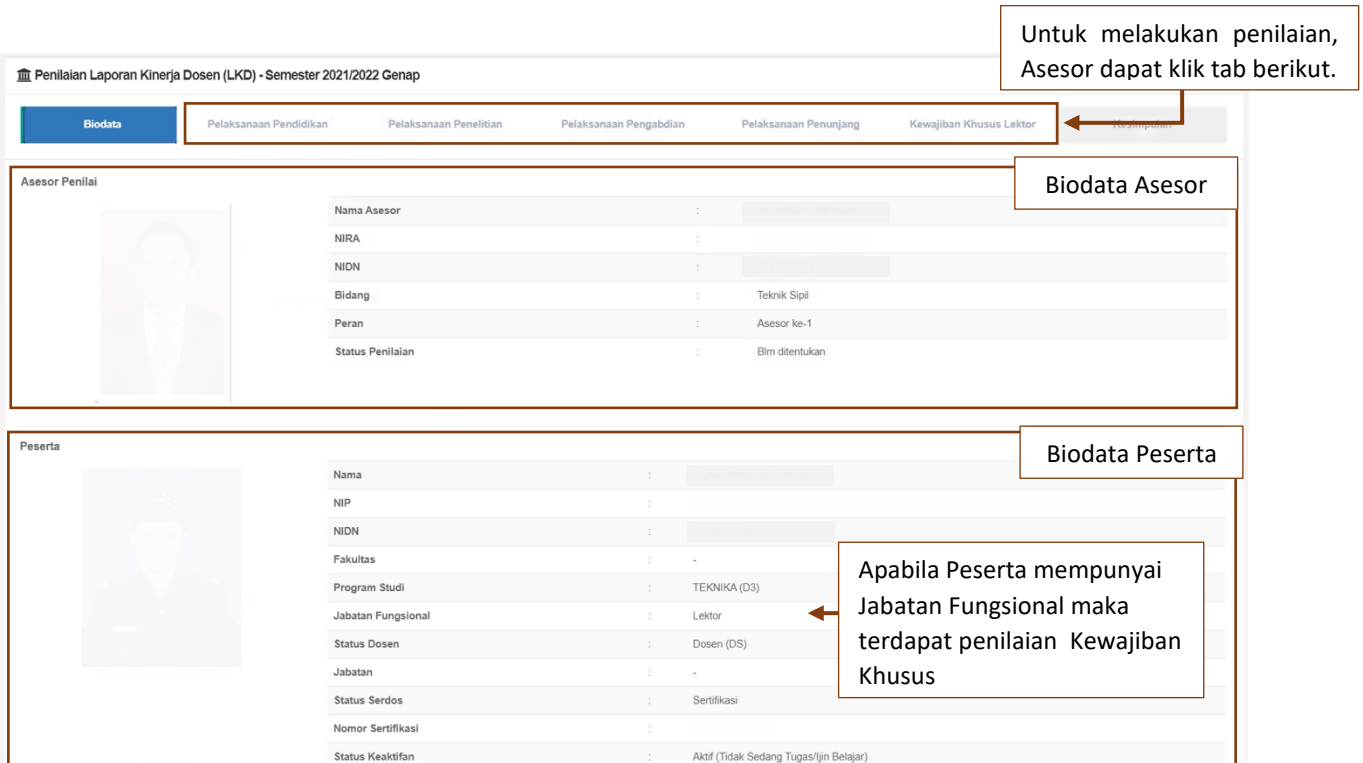 Untuk melakukan penilaian,
Asesor dapat klik tab berikut.
Penilaian Laporan Kinerja Dosen (LKD) - Semester 2021/2022 Genap
Biodata Pelaksanaan Pendidikan Pelaksanaan Penelitian Pelaksanaan Pengabdian Pelaksanaan Penunjang Kewajiban Khusus Lektor Kesimpulan
Asesor Penilai
Biodata Asesor
Nama Asesor :
NIRA :
NIDN :
Bidang : Teknik Sipil
Peran : Asesor ke-1
Status Penilaian : Blm ditentukan
Peserta
Biodata Peserta
Nama :
NIP :
NIDN :
Fakultas : -
Program Studi : TEKNIKA (D3)
Jabatan Fungsional : Lektor
Status Dosen : Dosen (DS)
Jabatan : -
Status Serdos : Sertifikasi
Nomor Sertifikasi :
Status Keaktifan : Aktif (Tidak Sedang Tugas/Ijin Belajar)
Apabila Peserta mempunyai
Jabatan Fungsional maka
terdapat penilaian Kewajiban
Khusus